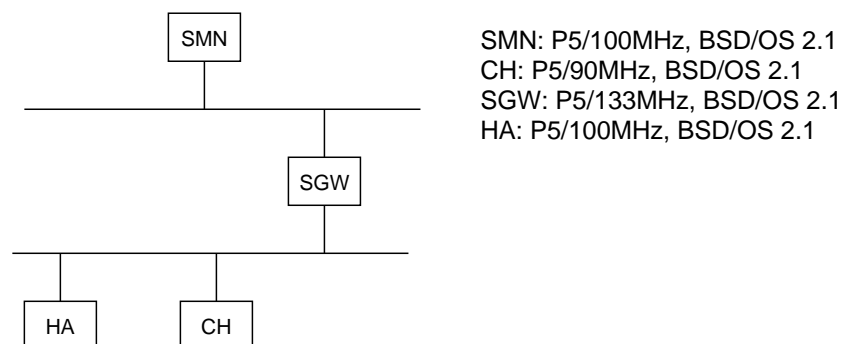 SMN
SMN: P5/100MHz, BSD/OS 2.1
CH: P5/90MHz, BSD/OS 2.1
SGW: P5/133MHz, BSD/OS 2.1
HA: P5/100MHz, BSD/OS 2.1
SGW
HA
CH